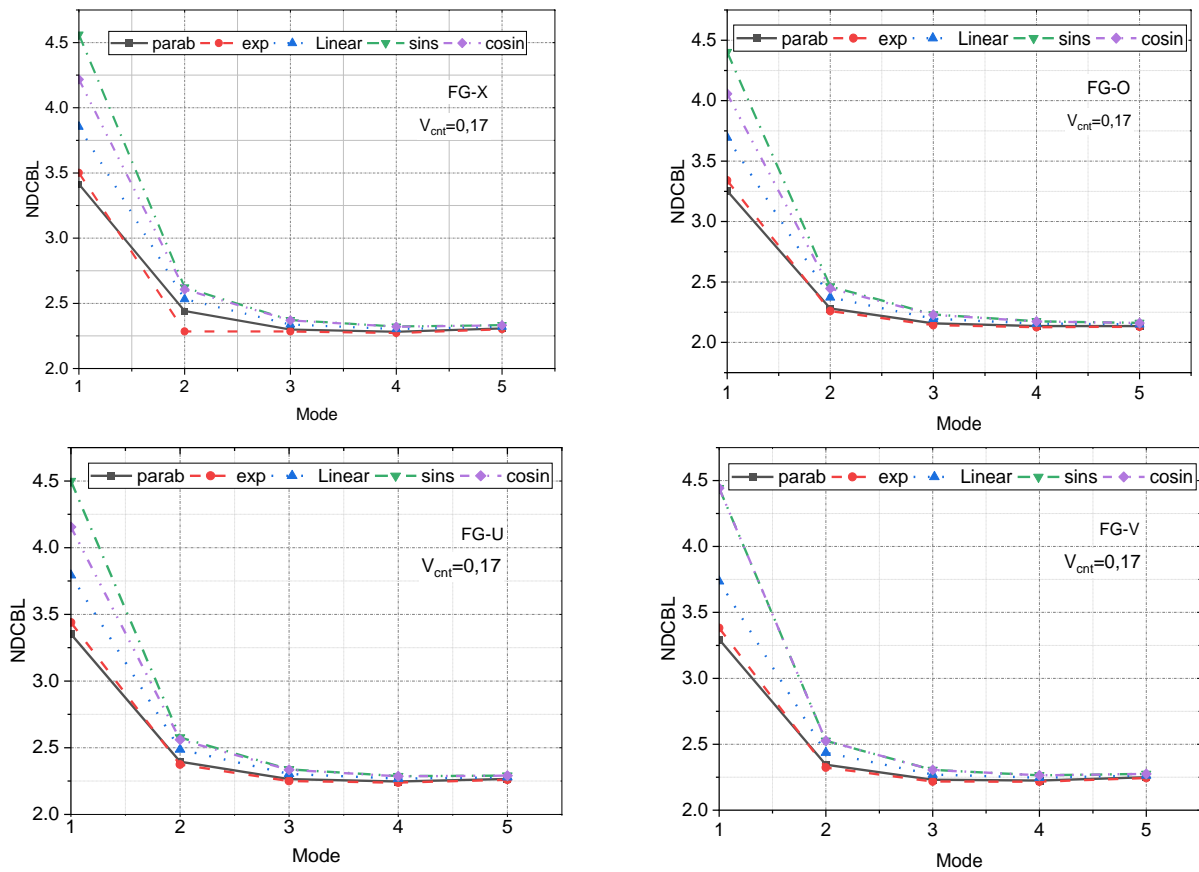 parab exp Linear sins cosin
FG-X
V_cnt=0,17
4.5
4.0
3.5
3.0
2.5
2.0
NDCBL
1 2 3 4 5
Mode
parab exp Linear sins cosin
FG-O
V_cnt=0,17
4.5
4.0
3.5
3.0
2.5
2.0
NDCBL
1 2 3 4 5
Mode
parab exp Linear sins cosin
FG-U
V_cnt=0,17
4.5
4.0
3.5
3.0
2.5
2.0
NDCBL
1 2 3 4 5
Mode
parab exp Linear sins cosin
FG-V
V_cnt=0,17
4.5
4.0
3.5
3.0
2.5
2.0
NDCBL
1 2 3 4 5
Mode